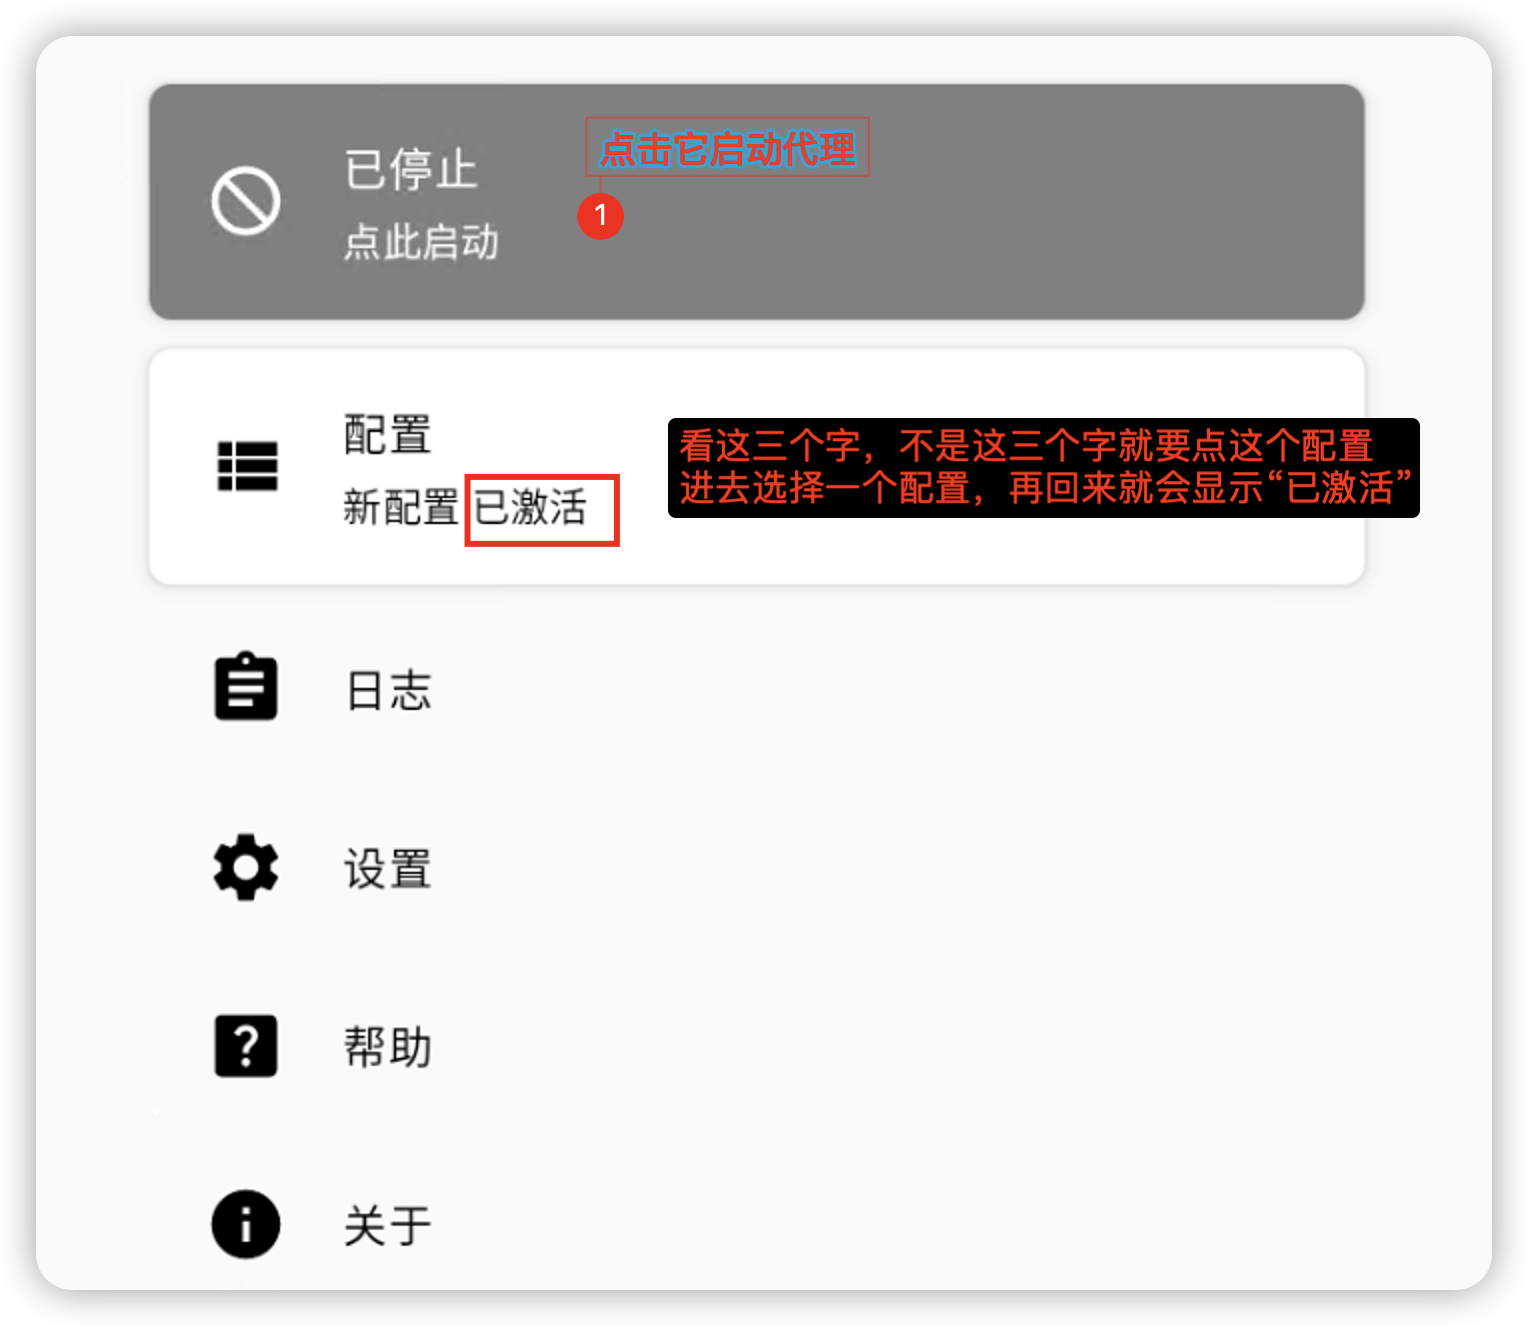 已停止
点击它启动代理
1
点此启动
配置
看这三个字，不是这三个字就要点这个配置
进去选择一个配置，再回来就会显示“已激活”
新配置 已激活
日志
设置
帮助
关于